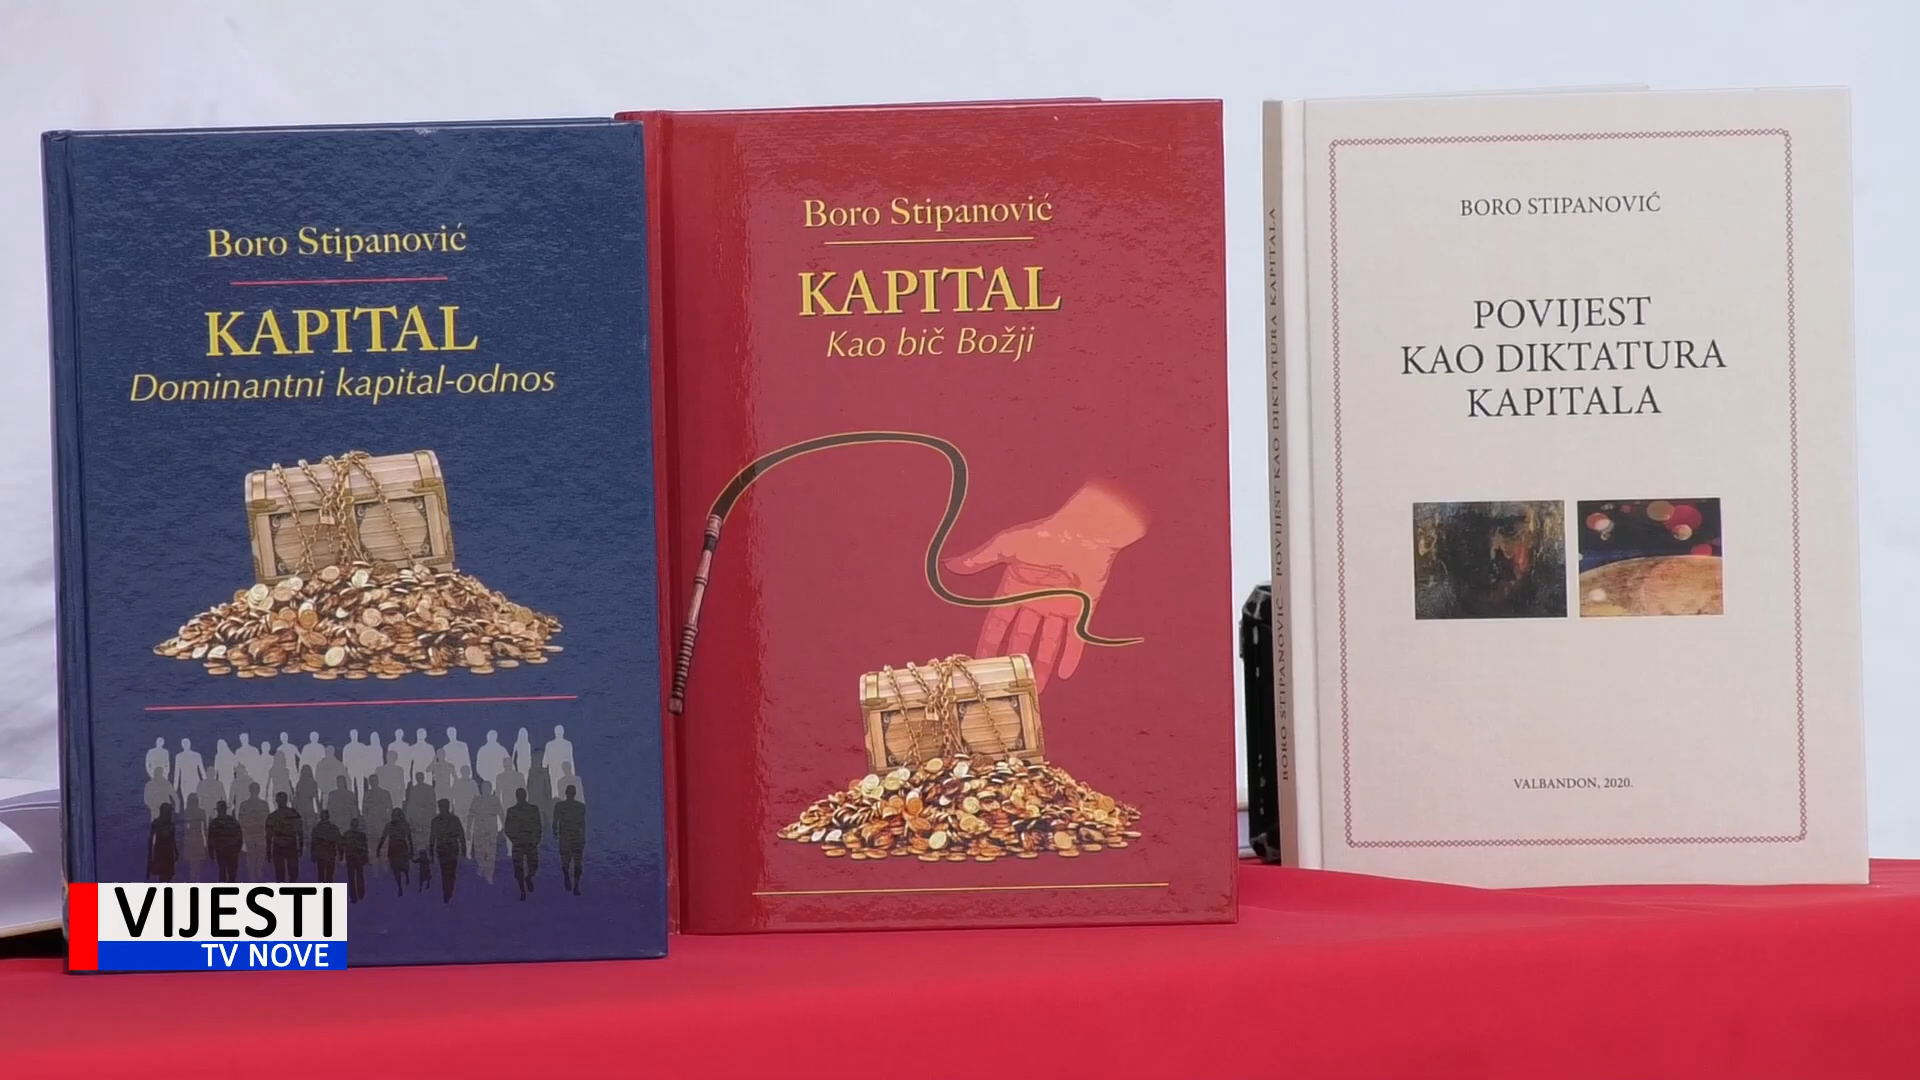 Boro Stipanović
KAPITAL
Dominantni kapital-odnos
Boro Stipanović
KAPITAL
Kao bič Božji
BORO STIPANOVIĆ - POVIJEST KAO DIKTATURA KAPITALA
BORO STIPANOVIĆ
POVIJEST
KAO DIKTATURA
KAPITALA
VALBANDON, 2020.
VIJESTI
TV NOVE